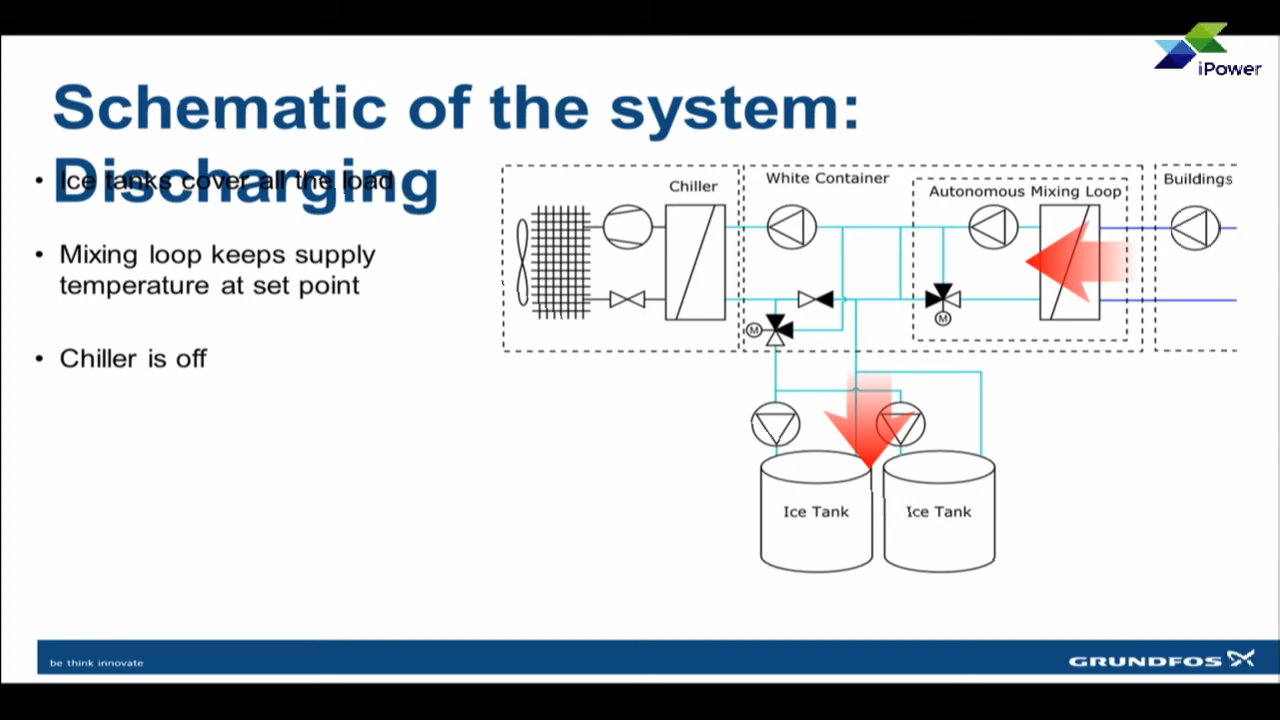 iPower
Schematic of the system:
Discharging
• Ice tanks cover all the load
• Mixing loop keeps supply
temperature at set point
• Chiller is off
Chiller
White Container
Autonomous Mixing Loop
Buildings
M
M
Ice Tank
Ice Tank
be think innovate
GRUNDFOS